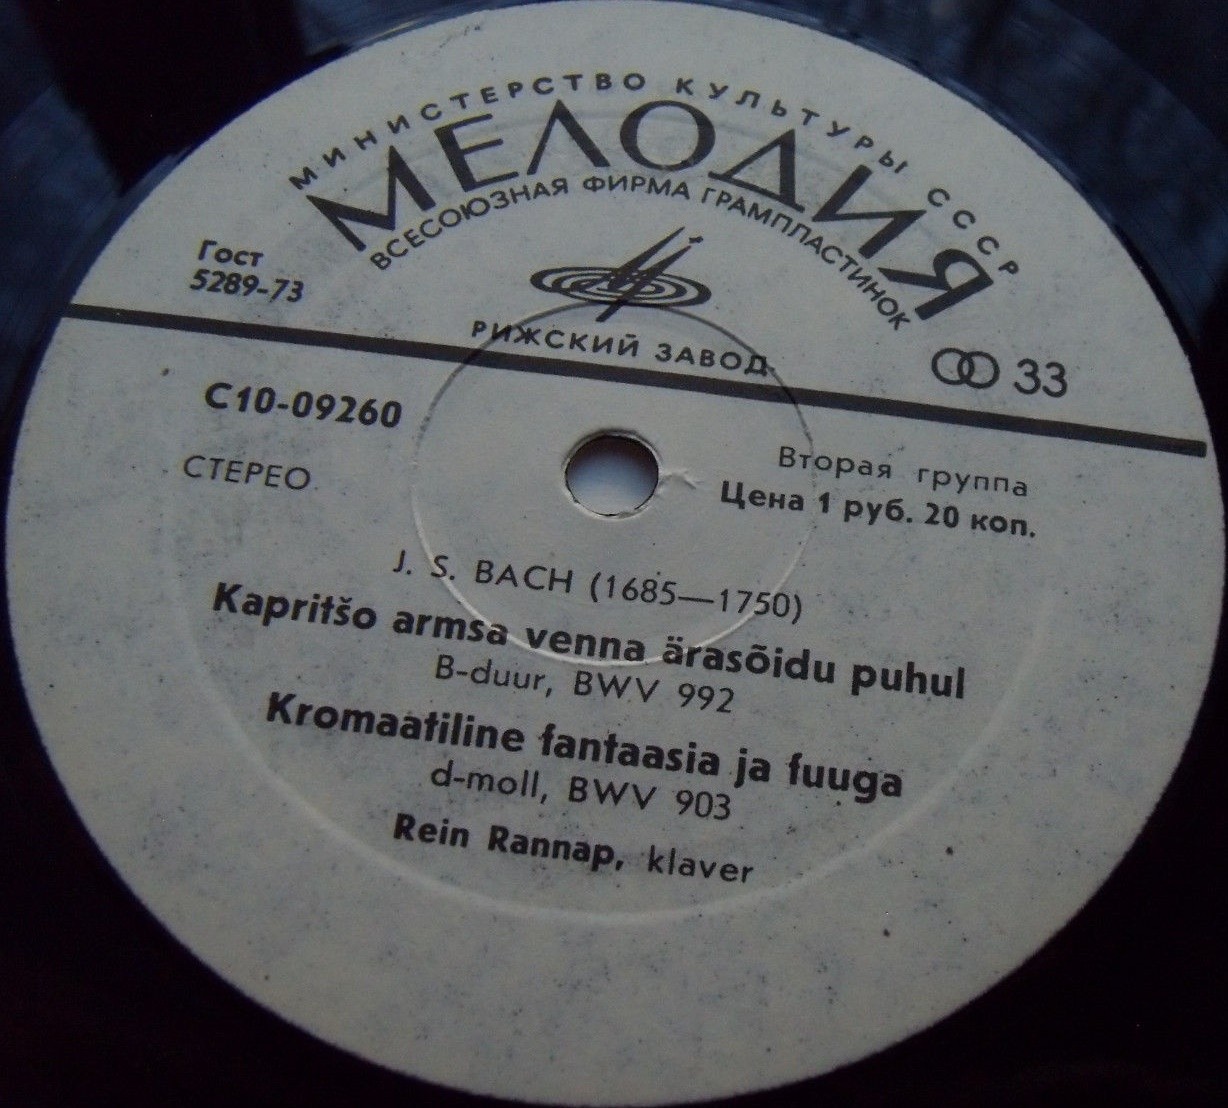 МИНИСТЕРСТВО КУЛЬТУРЫ СССР
МЕЛОДИЯ
ВСЕСОЮЗНАЯ ФИРМА ГРАМПЛАСТИНОК
Гост
5289-73
РИЖСКИЙ ЗАВОД
33
С10-09260
СТЕРЕО
Вторая группа
Цена 1 руб. 20 коп.
J. S. BACH (1685—1750)
Kapritšo armsa venna ärasõidu puhul
B-duur, BWV 992
Kromaatiline fantaasia ja fuuga
d-moll, BWV 903
Rein Rannap, klaver